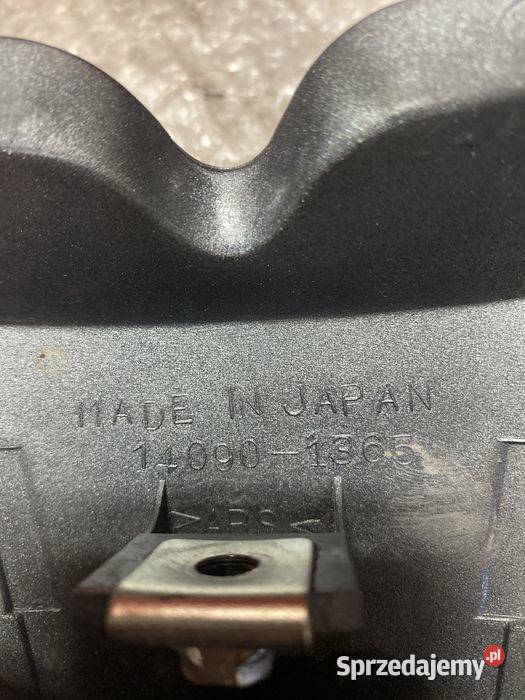 MADE IN JAPAN
14090-1365
>ABS<
Sprzedajemy.pl